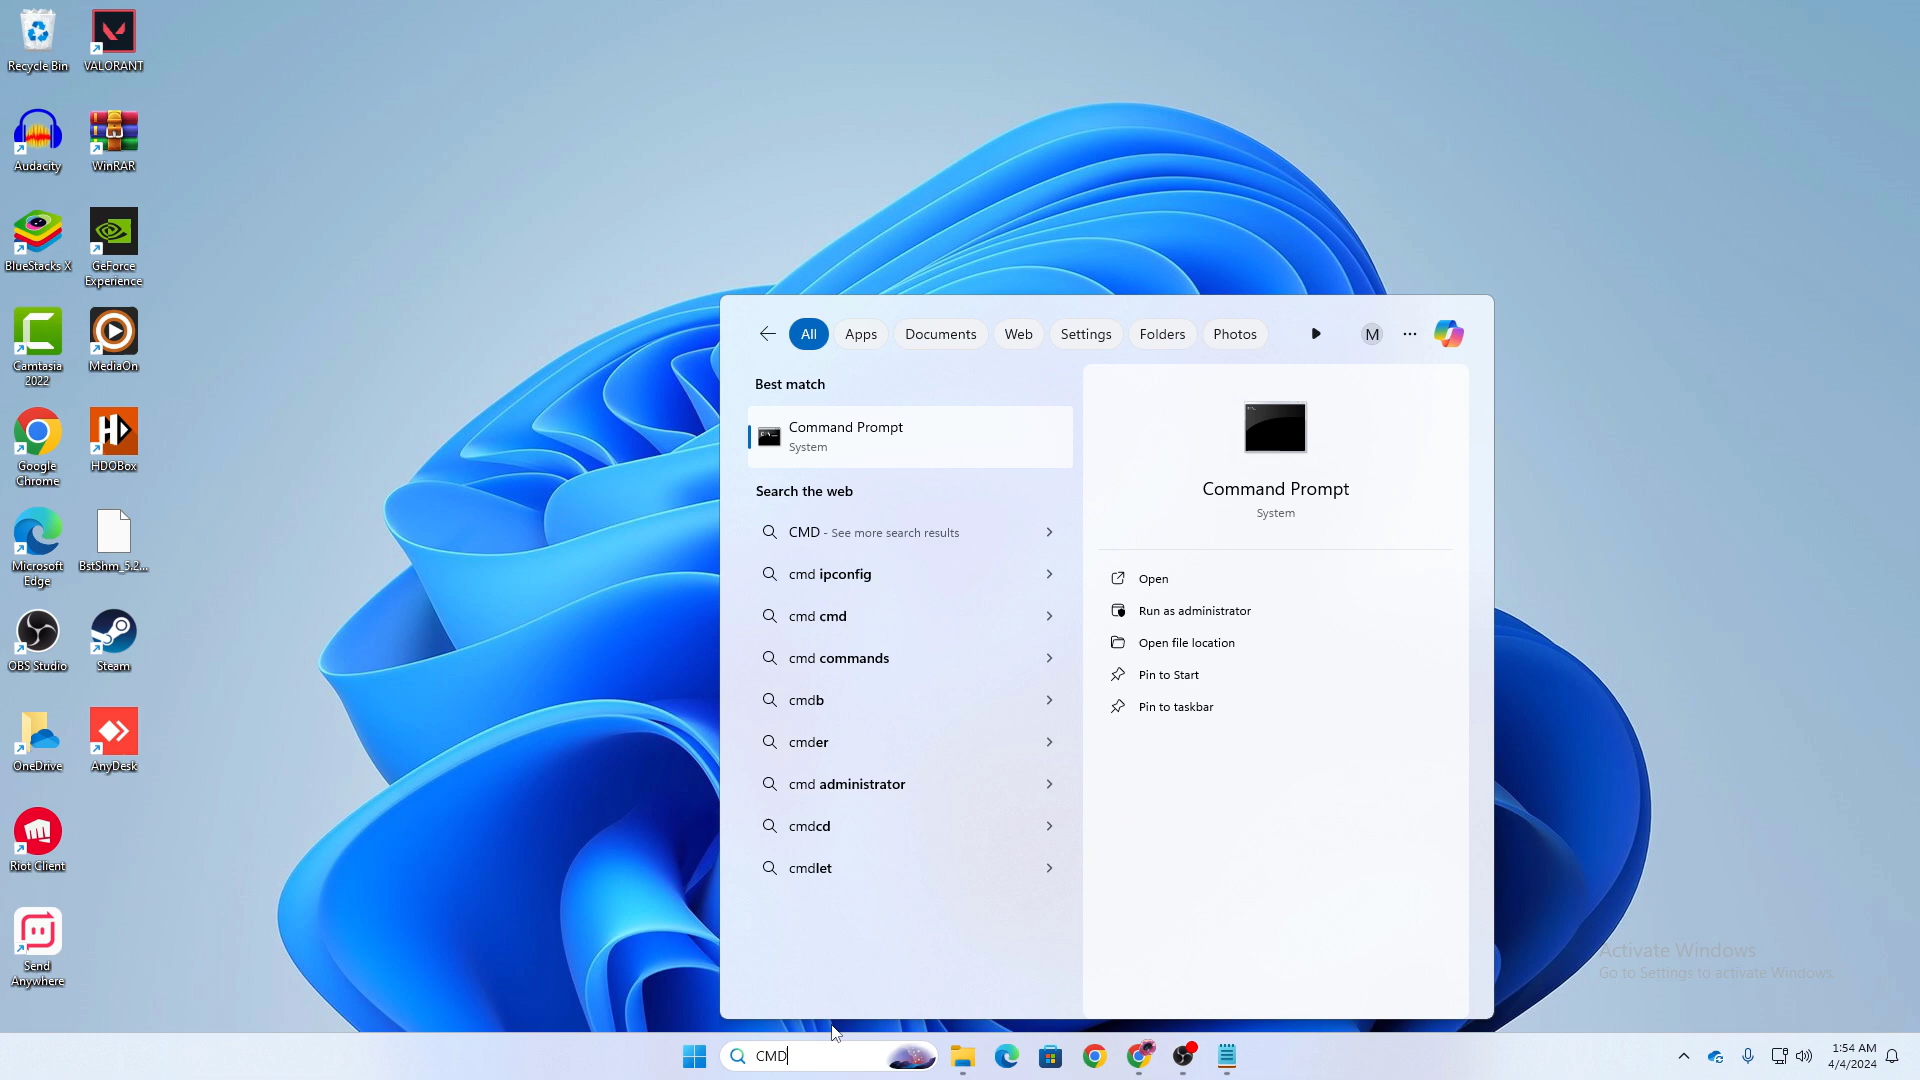 Recycle Bin
VALORANT
Audacity
WinRAR
BlueStacks X
GeForce
Experience
Camtasia
2022
MediaOn
Google
Chrome
HDOBox
Microsoft
Edge
BstShm_5.2...
OBS Studio
Steam
OneDrive
AnyDesk
Riot Client
Send
Anywhere
All
Apps
Documents
Web
Settings
Folders
Photos
M
Best match
Command Prompt
System
Search the web
CMD - See more search results
cmd ipconfig
cmd cmd
cmd commands
cmdb
cmder
cmd administrator
cmdcd
cmdlet
Command Prompt
System
Open
Run as administrator
Open file location
Pin to Start
Pin to taskbar
Activate Windows
Go to Settings to activate Windows.
CMD
1:54 AM
4/4/2024